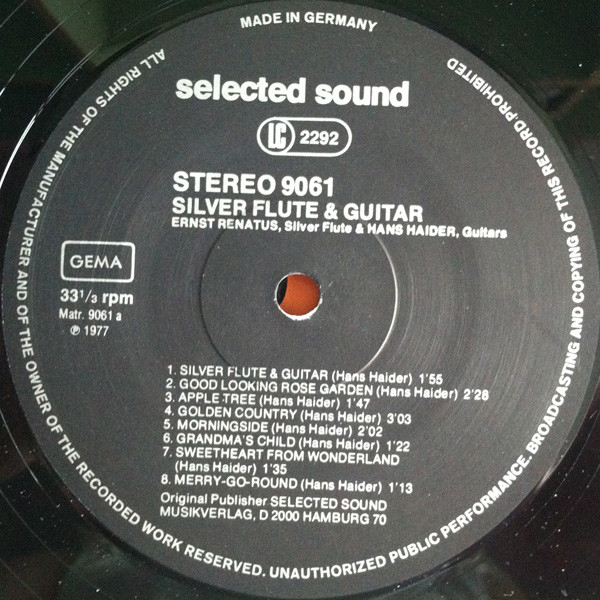 MADE IN GERMANY
ALL RIGHTS OF THE MANUFACTURER AND OF THE OWNER OF THE RECORDED WORK RESERVED. UNAUTHORIZED PUBLIC PERFORMANCE. BROADCASTING AND COPYING OF THIS RECORD PROHIBITED
selected sound
LC 2292
STEREO 9061
SILVER FLUTE & GUITAR
ERNST RENATUS, Silver Flute & HANS HAIDER, Guitars
GEMA
33 1/3 rpm
Matr. 9061 a
℗ 1977
1. SILVER FLUTE & GUITAR (Hans Haider) 1'55
2. GOOD LOOKING ROSE GARDEN (Hans Haider) 2'28
3. APPLE TREE (Hans Haider) 1'47
4. GOLDEN COUNTRY (Hans Haider) 3'03
5. MORNINGSIDE (Hans Haider) 2'02
6. GRANDMA'S CHILD (Hans Haider) 1'22
7. SWEETHEART FROM WONDERLAND
(Hans Haider) 1'35
8. MERRY-GO-ROUND (Hans Haider) 1'13
Original Publisher SELECTED SOUND
MUSIKVERLAG, D 2000 HAMBURG 70